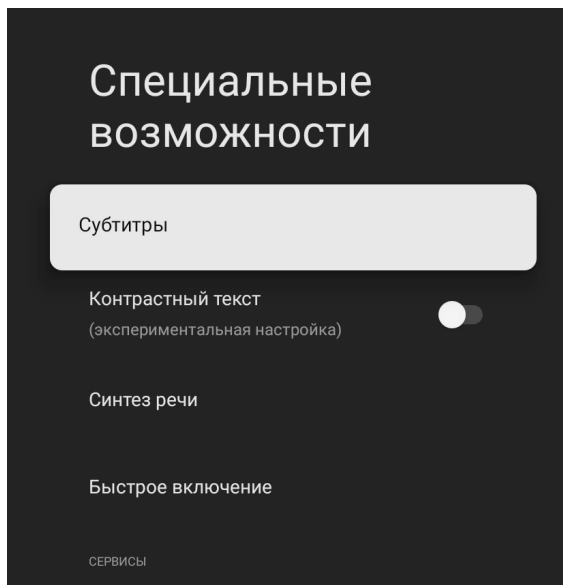 Специальные
возможности
Субтитры
Контрастный текст
(экспериментальная настройка)
Синтез речи
Быстрое включение
СЕРВИСЫ